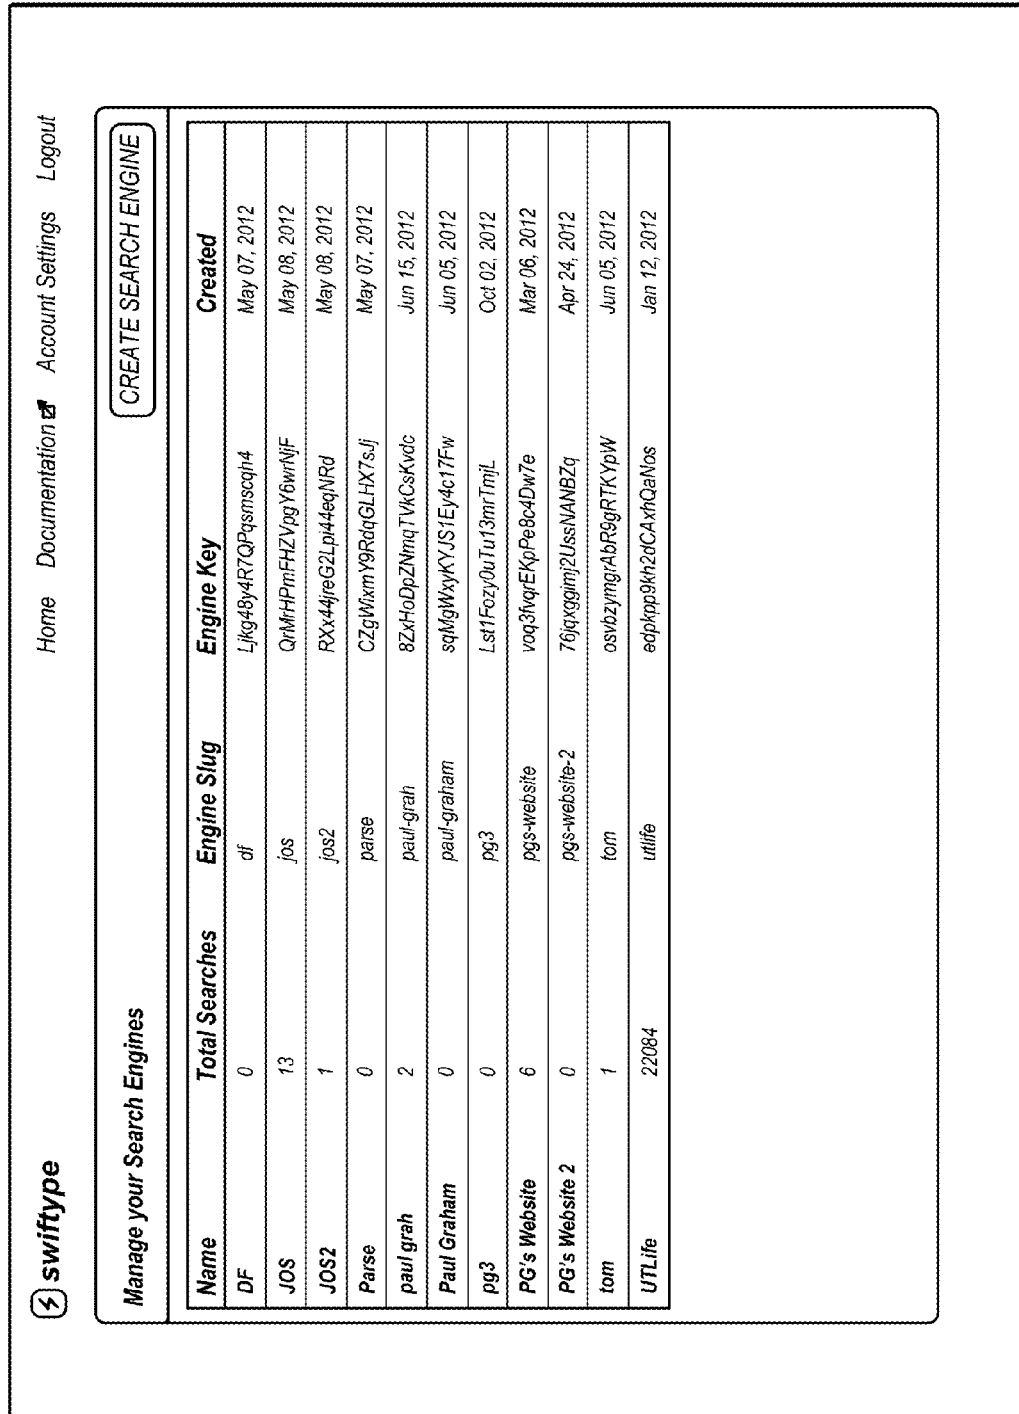 swiftype
Home Documentation Account Settings Logout
Manage your Search Engines CREATE SEARCH ENGINE
Name Total Searches Engine Slug Engine Key Created
DF 0 df Ljkg48y4R7QPqsmscqh4 May 07, 2012
JOS 13 jos QrMrHPmFHZVpgY6wrNjF May 08, 2012
JOS2 1 jos2 RXx44jreG2Lpi44eqNRd May 08, 2012
Parse 0 parse CZgWixmY9RdqGLHX7sJj May 07, 2012
paul grah 2 paul-grah 8ZxHoDpZNmqTVkCsKvdc Jun 15, 2012
Paul Graham 0 paul-graham sqMgWxyKYJS1Ey4c17Fw Jun 05, 2012
pg3 0 pg3 Lst1Fozy0uTu13mrTmjL Oct 02, 2012
PG's Website 6 pgs-website voq3fvqrEKpPe8c4Dw7e Mar 06, 2012
PG's Website 2 0 pgs-website-2 76jqxggimj2UssNANBZq Apr 24, 2012
tom 1 tom osvbzymgrAbR9gRTKYpW Jun 05, 2012
UTLife 22084 utlife edpkpp9kh2dCAxhQaNos Jan 12, 2012